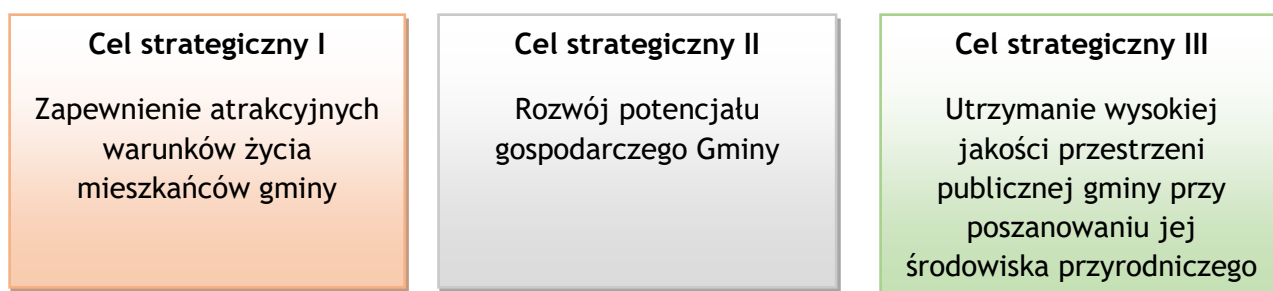 Cel strategiczny I
Zapewnienie atrakcyjnych
warunków życia
mieszkańców gminy
Cel strategiczny II
Rozwój potencjału
gospodarczego Gminy
Cel strategiczny III
Utrzymanie wysokiej
jakości przestrzeni
publicznej gminy przy
poszanowaniu jej
środowiska przyrodniczego